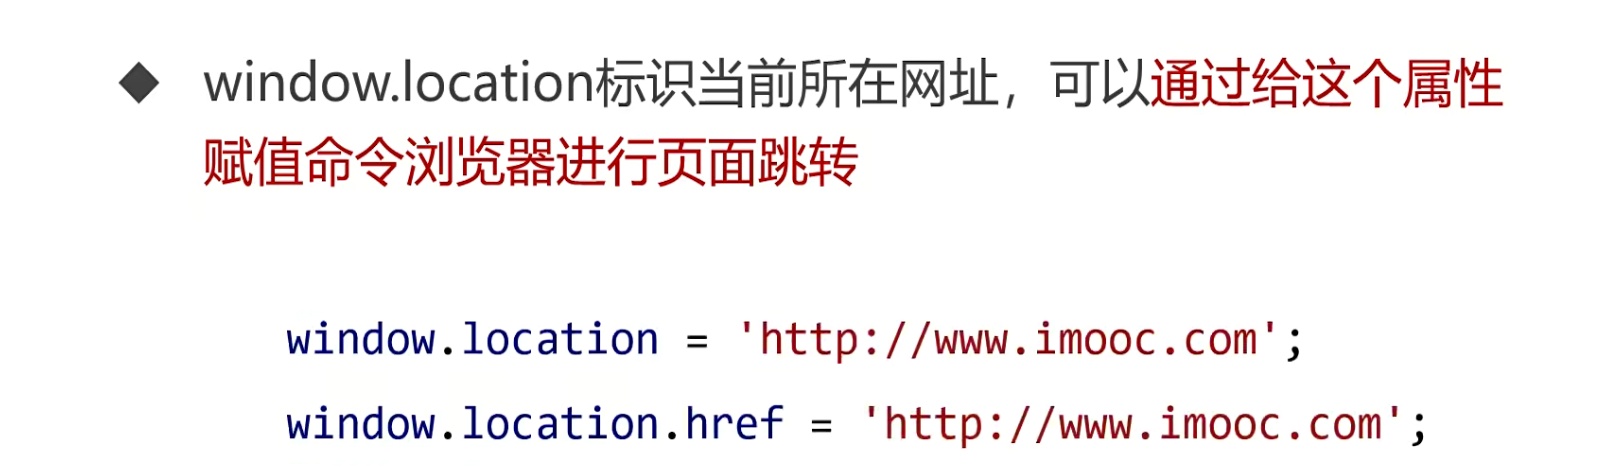 ◆ window.location标识当前所在网址，可以通过给这个属性
赋值命令浏览器进行页面跳转
window.location = 'http://www.imooc.com';
window.location.href = 'http://www.imooc.com';